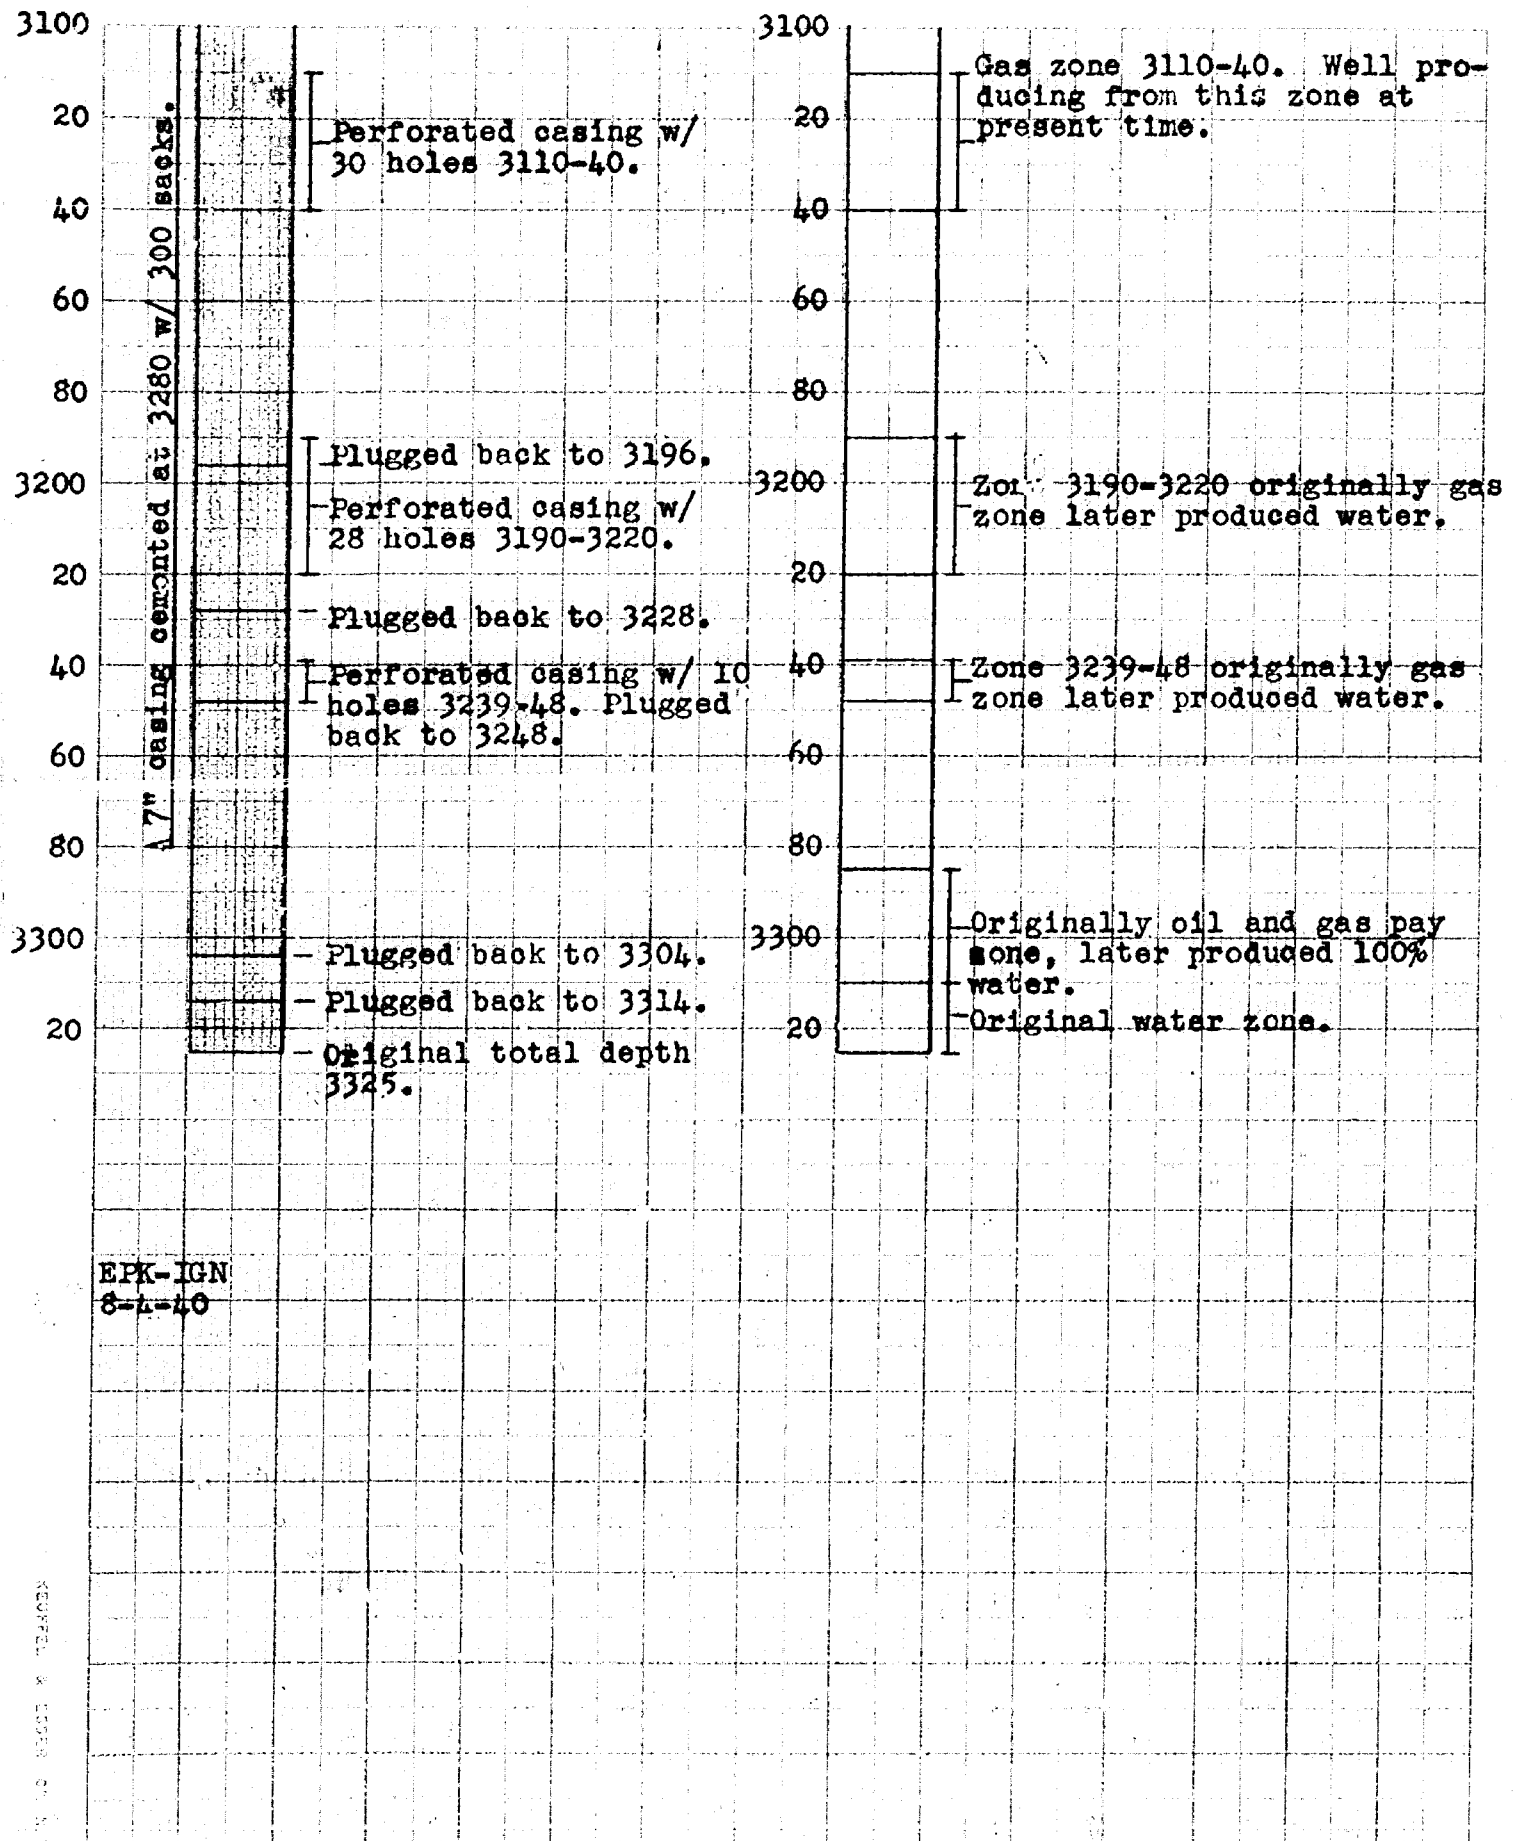 3100
20
40
60
80
3200
20
40
60
80
3300
20
7" casing cemented at 3280 w/ 300 sacks.
Perforated casing w/
30 holes 3110-40.
Plugged back to 3196.
Perforated casing w/
28 holes 3190-3220.
Plugged back to 3228.
Perforated casing w/ 10
holes 3239-48. Plugged
back to 3248.
Plugged back to 3304.
Plugged back to 3314.
Original total depth
3325.
3100
20
40
60
80
3200
20
40
60
80
3300
20
Gas zone 3110-40. Well pro-
ducing from this zone at
present time.
3190-3220 originally gas
zone later produced water.
Zone 3239-48 originally gas
zone later produced water.
Originally oil and gas pay
zone, later produced 100%
water.
Original water zone.
EPK-IGN
8-4-40